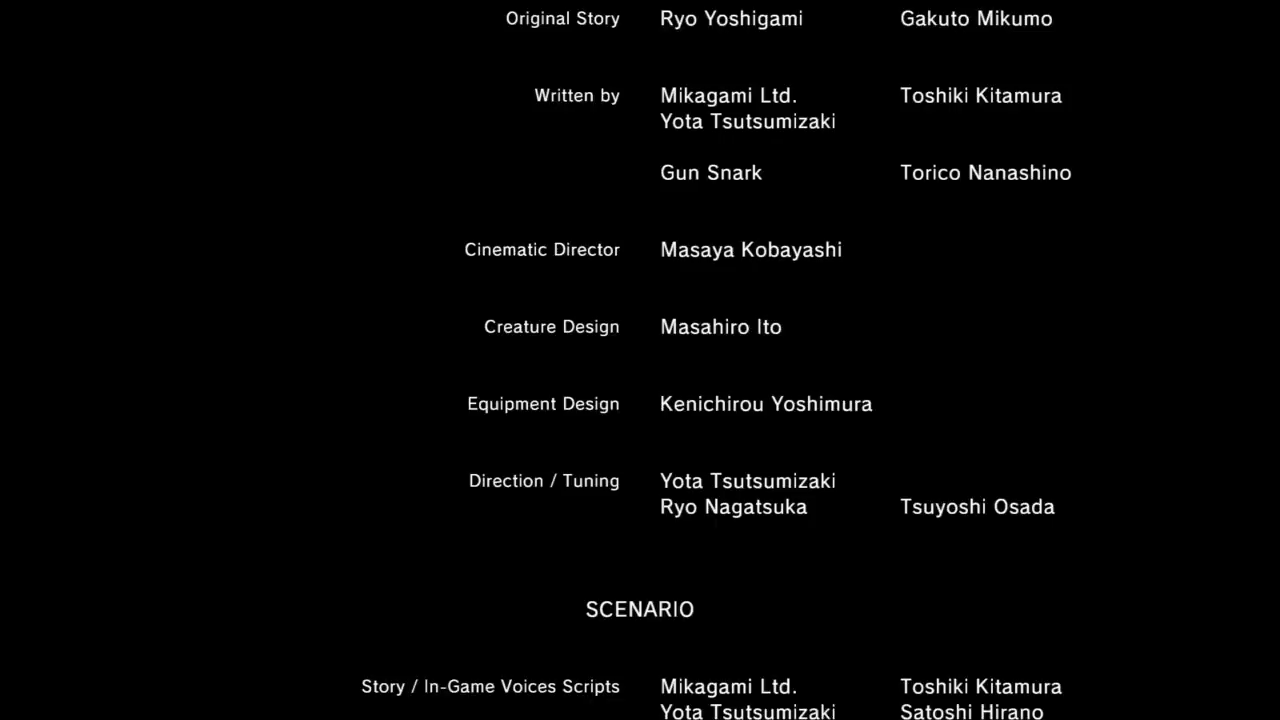 Original Story Ryo Yoshigami Gakuto Mikumo
Written by Mikagami Ltd. Toshiki Kitamura
Yota Tsutsumizaki
Gun Snark Torico Nanashino
Cinematic Director Masaya Kobayashi
Creature Design Masahiro Ito
Equipment Design Kenichirou Yoshimura
Direction / Tuning Yota Tsutsumizaki
Ryo Nagatsuka Tsuyoshi Osada
SCENARIO
Story / In-Game Voices Scripts Mikagami Ltd. Toshiki Kitamura
Yota Tsutsumizaki Satoshi Hirano